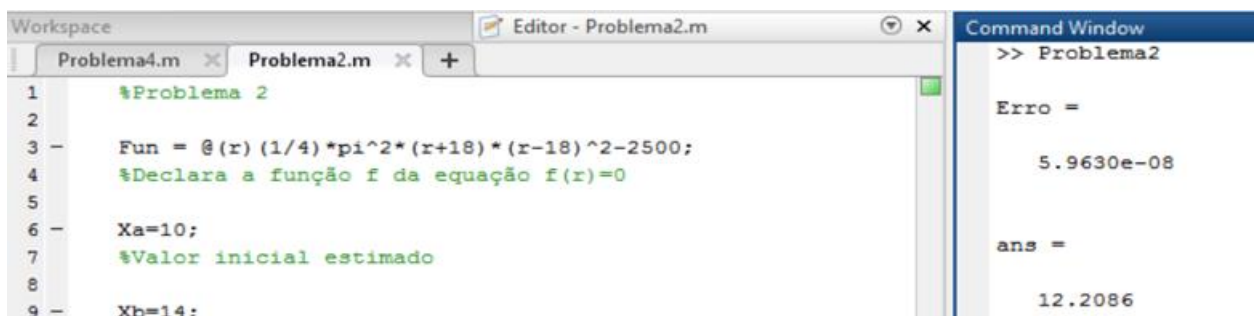 Workspace
Editor - Problema2.m
Problema4.m
Problema2.m
1 %Problema 2
2
3 - Fun = @(r)(1/4)*pi^2*(r+18)*(r-18)^2-2500;
4 %Declara a função f da equação f(r)=0
5
6 - Xa=10;
7 %Valor inicial estimado
8
9 - Xb=14;
Command Window
>> Problema2
Erro =
5.9630e-08
ans =
12.2086